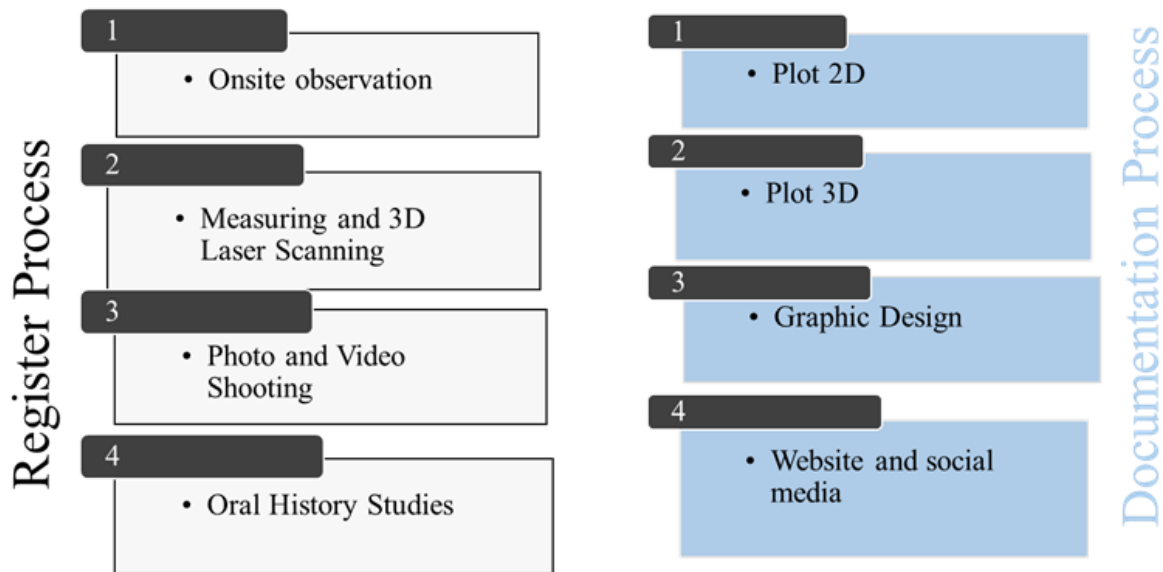 Register Process
1
• Onsite observation
2
• Measuring and 3D
Laser Scanning
3
• Photo and Video
Shooting
4
• Oral History Studies
Documentation Process
1
• Plot 2D
2
• Plot 3D
3
• Graphic Design
4
• Website and social
media